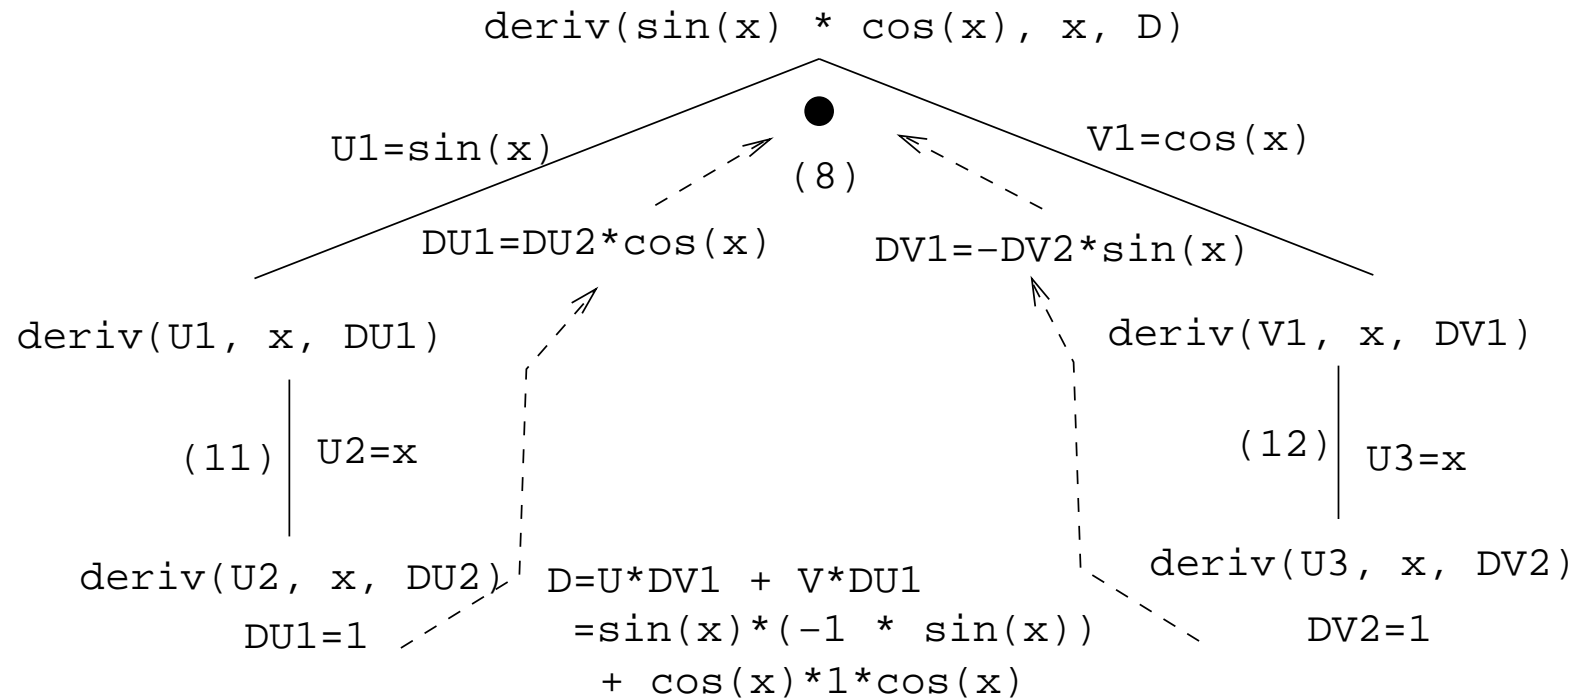 deriv(sin(x) * cos(x), x, D)
U1=sin(x)
V1=cos(x)
(8)
DU1=DU2*cos(x)
DV1=-DV2*sin(x)
deriv(U1, x, DU1)
deriv(V1, x, DV1)
(11)
U2=x
(12)
U3=x
deriv(U2, x, DU2)
DU1=1
D=U*DV1 + V*DU1
=sin(x)*(-1 * sin(x))
+ cos(x)*1*cos(x)
deriv(U3, x, DV2)
DV2=1